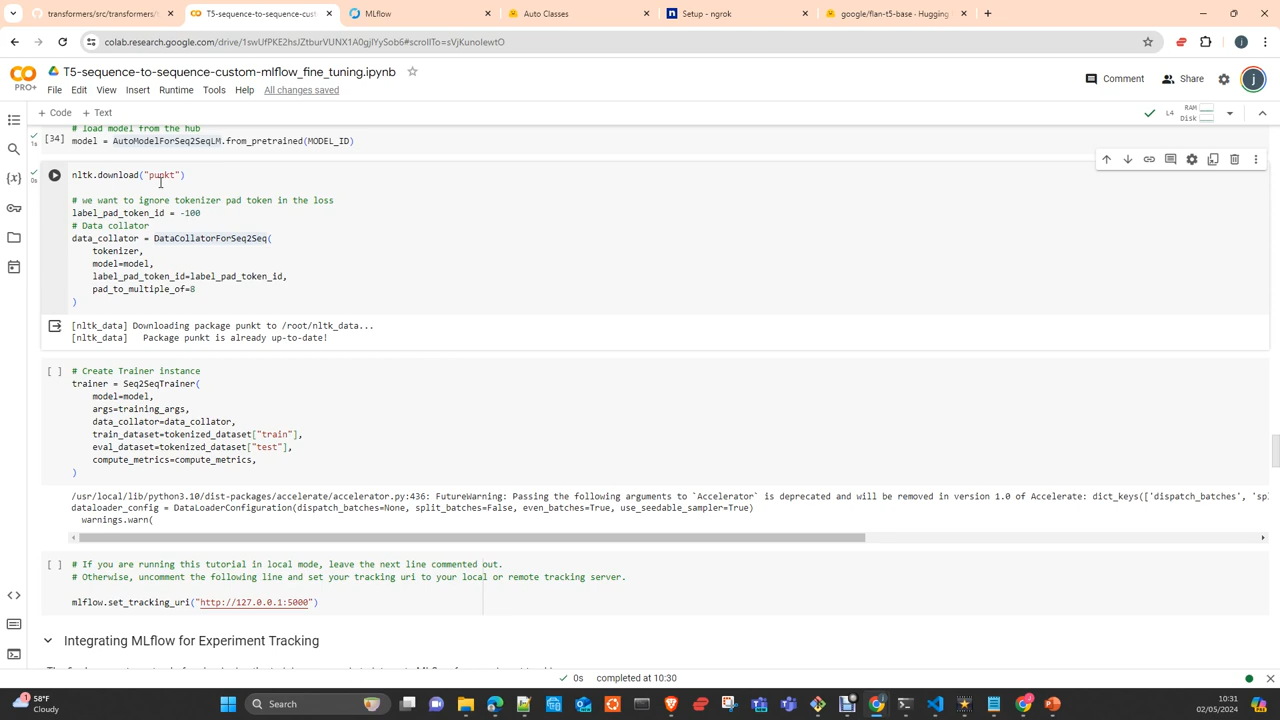 transformers/src/transformers/
T5-sequence-to-sequence-cust
MLflow
Auto Classes
Setup - ngrok
google/flan-t5-base - Hugging
colab.research.google.com/drive/1swUfPKE2hsJZtburVUNX1A0gjlYySob6#scrollTo=sVjKunolewtO
PRO+
T5-sequence-to-sequence-custom-mlflow_fine_tuning.ipynb
File Edit View Insert Runtime Tools Help All changes saved
Comment
Share
j
+ Code + Text
L4 RAM Disk
# load model from the hub
[34] model = AutoModelForSeq2SeqLM.from_pretrained(MODEL_ID)
1s
nltk.download("punkt")
0s
# we want to ignore tokenizer pad token in the loss
label_pad_token_id = -100
# Data collator
data_collator = DataCollatorForSeq2Seq(
tokenizer,
model=model,
label_pad_token_id=label_pad_token_id,
pad_to_multiple_of=8
)
[nltk_data] Downloading package punkt to /root/nltk_data...
[nltk_data] Package punkt is already up-to-date!
[ ] # Create Trainer instance
trainer = Seq2SeqTrainer(
model=model,
args=training_args,
data_collator=data_collator,
train_dataset=tokenized_dataset["train"],
eval_dataset=tokenized_dataset["test"],
compute_metrics=compute_metrics,
)
/usr/local/lib/python3.10/dist-packages/accelerate/accelerator.py:436: FutureWarning: Passing the following arguments to `Accelerator` is deprecated and will be removed in version 1.0 of Accelerate: dict_keys(['dispatch_batches', 'spl
dataloader_config = DataLoaderConfiguration(dispatch_batches=None, split_batches=False, even_batches=True, use_seedable_sampler=True)
warnings.warn(
[ ] # If you are running this tutorial in local mode, leave the next line commented out.
# Otherwise, uncomment the following line and set your tracking uri to your local or remote tracking server.
mlflow.set_tracking_uri("http://127.0.0.1:5000")
Integrating MLflow for Experiment Tracking
0s completed at 10:30
58°F
Cloudy
Search
10:31
02/05/2024